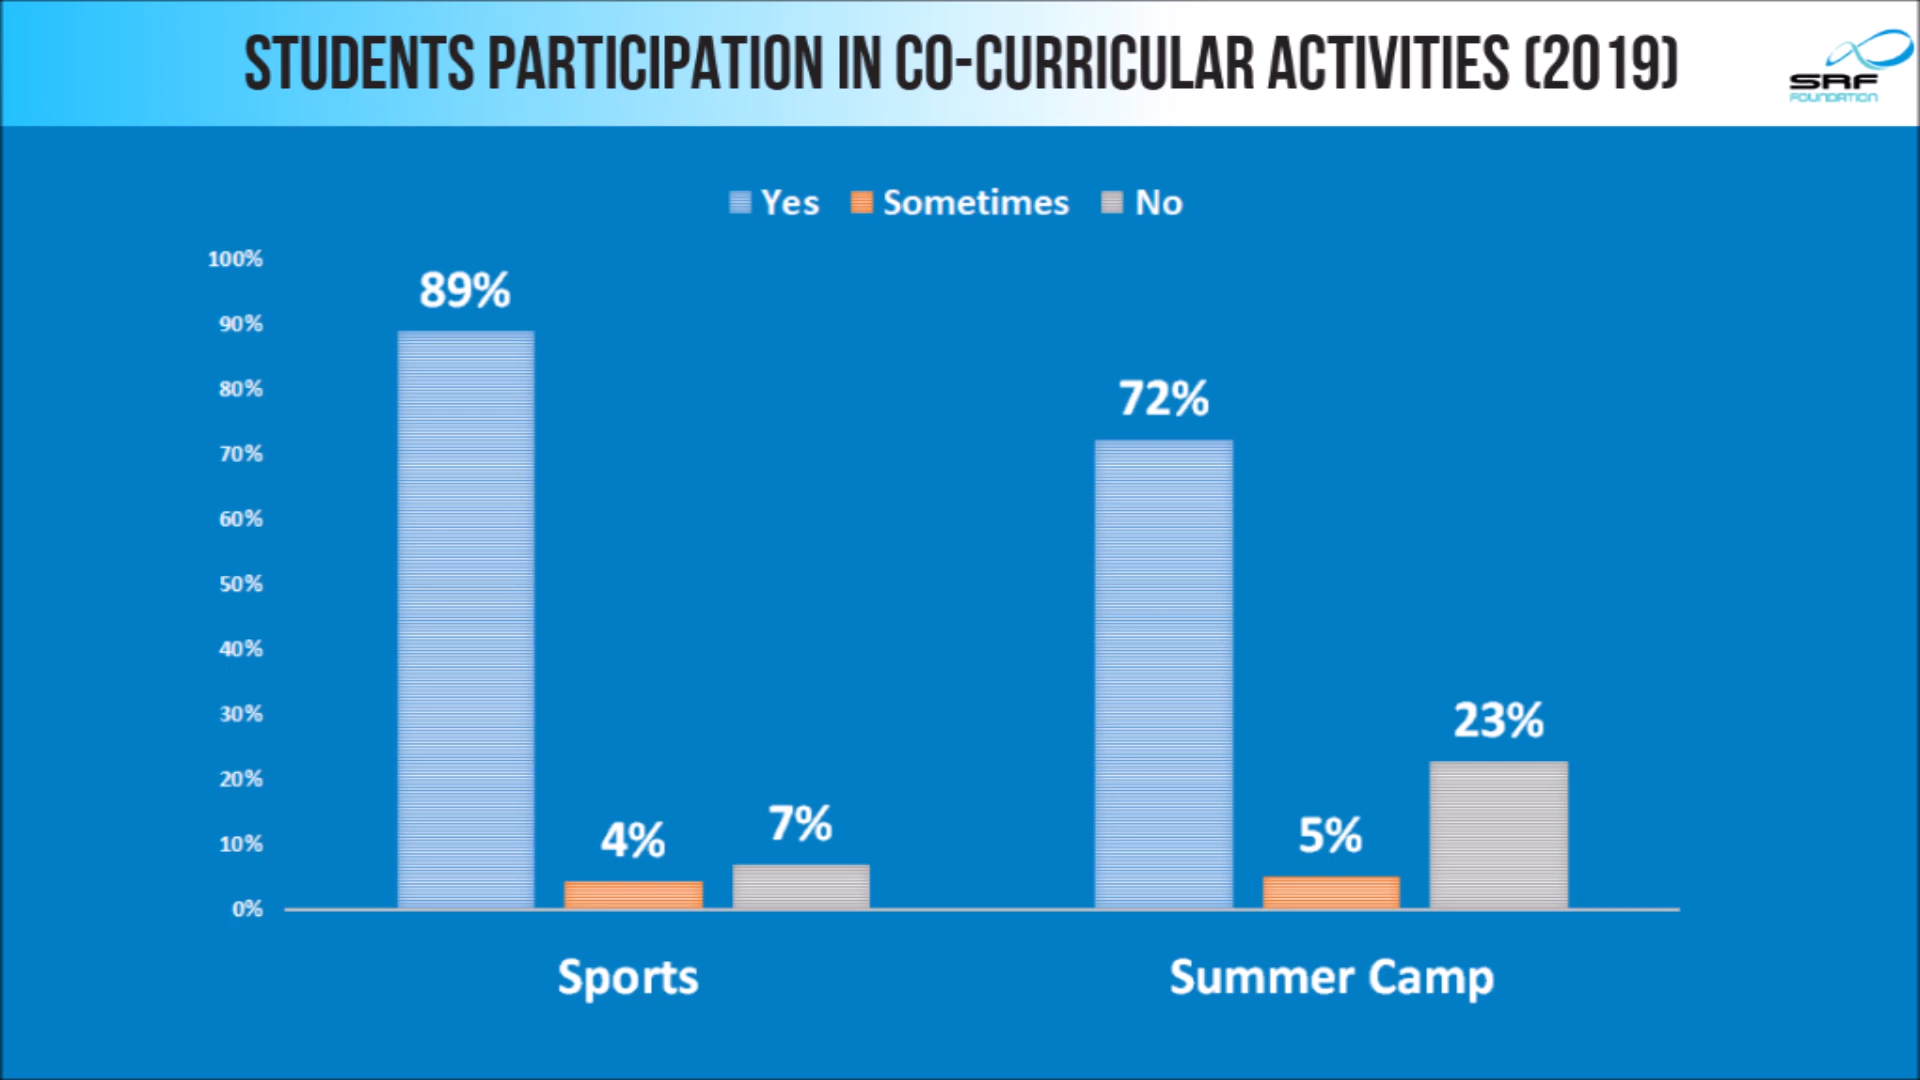 STUDENTS PARTICIPATION IN CO-CURRICULAR ACTIVITIES (2019)
SRF
FOUNDATION
Yes Sometimes No
100%
90%
80%
70%
60%
50%
40%
30%
20%
10%
0%
89%
4%
7%
72%
5%
23%
Sports
Summer Camp